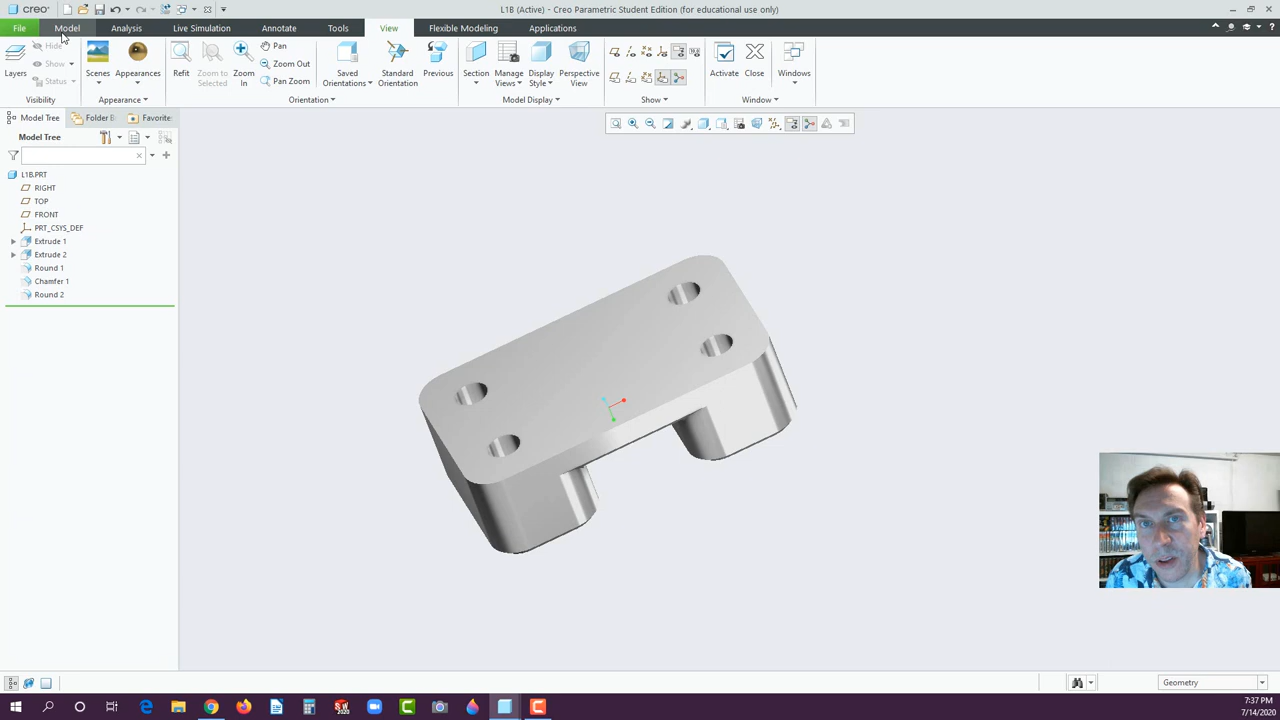 creo
L1B (Active) - Creo Parametric Student Edition (for educational use only)
File Model Analysis Live Simulation Annotate Tools View Flexible Modeling Applications
Layers
Hide
Show
Status
Visibility
Scenes
Appearances
Appearance
Refit
Zoom to Selected
Zoom In
Pan
Zoom Out
Pan Zoom
Saved Orientations
Standard Orientation
Previous
Orientation
Section
Manage Views
Display Style
Perspective View
Model Display
Show
Activate
Close
Windows
Window
Model Tree Folder B Favorite
Model Tree
L1B.PRT
RIGHT
TOP
FRONT
PRT_CSYS_DEF
Extrude 1
Extrude 2
Round 1
Chamfer 1
Round 2
Geometry
7:37 PM
7/14/2020